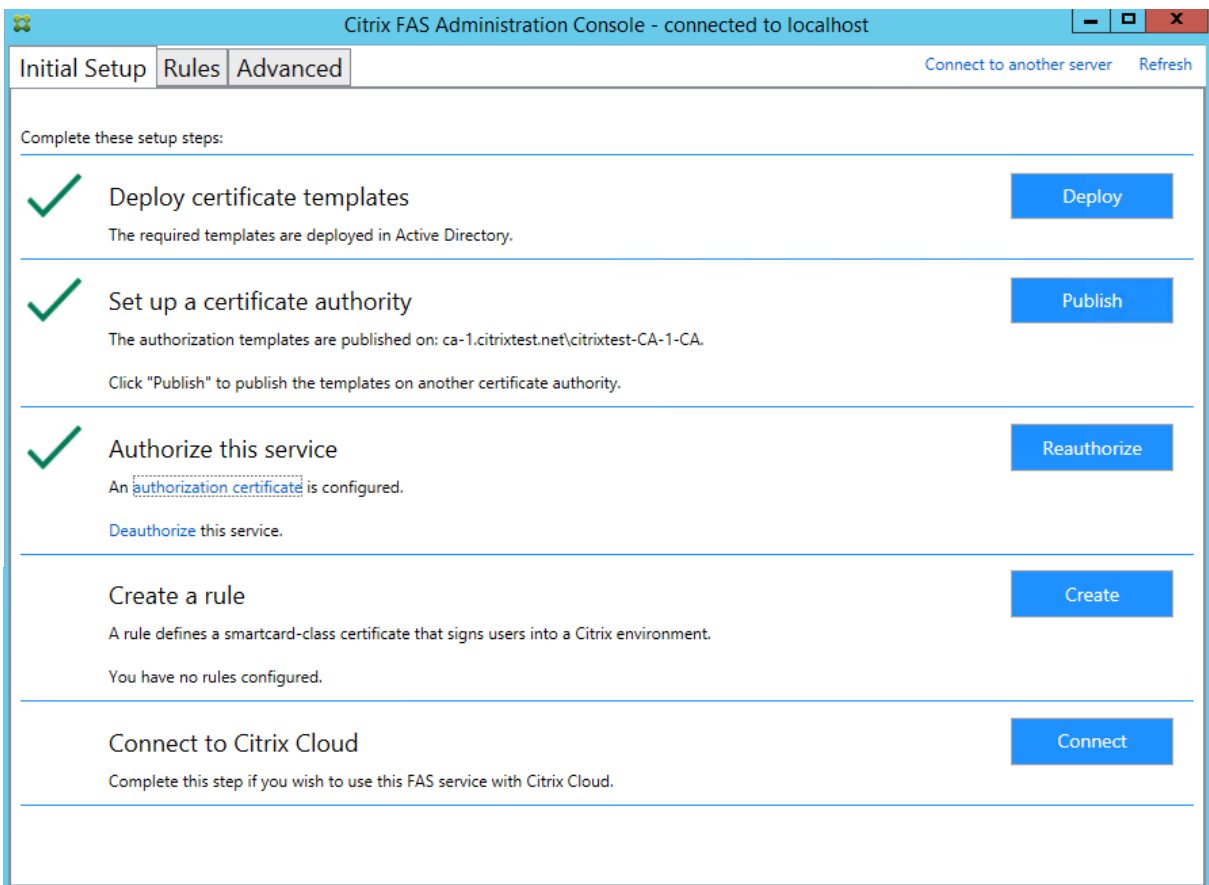 Citrix FAS Administration Console - connected to localhost
Initial Setup Rules Advanced Connect to another server Refresh
Complete these setup steps:
Deploy certificate templates Deploy
The required templates are deployed in Active Directory.
Set up a certificate authority Publish
The authorization templates are published on: ca-1.citrixtest.net\citrixtest-CA-1-CA.
Click "Publish" to publish the templates on another certificate authority.
Authorize this service Reauthorize
An authorization certificate is configured.
Deauthorize this service.
Create a rule Create
A rule defines a smartcard-class certificate that signs users into a Citrix environment.
You have no rules configured.
Connect to Citrix Cloud Connect
Complete this step if you wish to use this FAS service with Citrix Cloud.